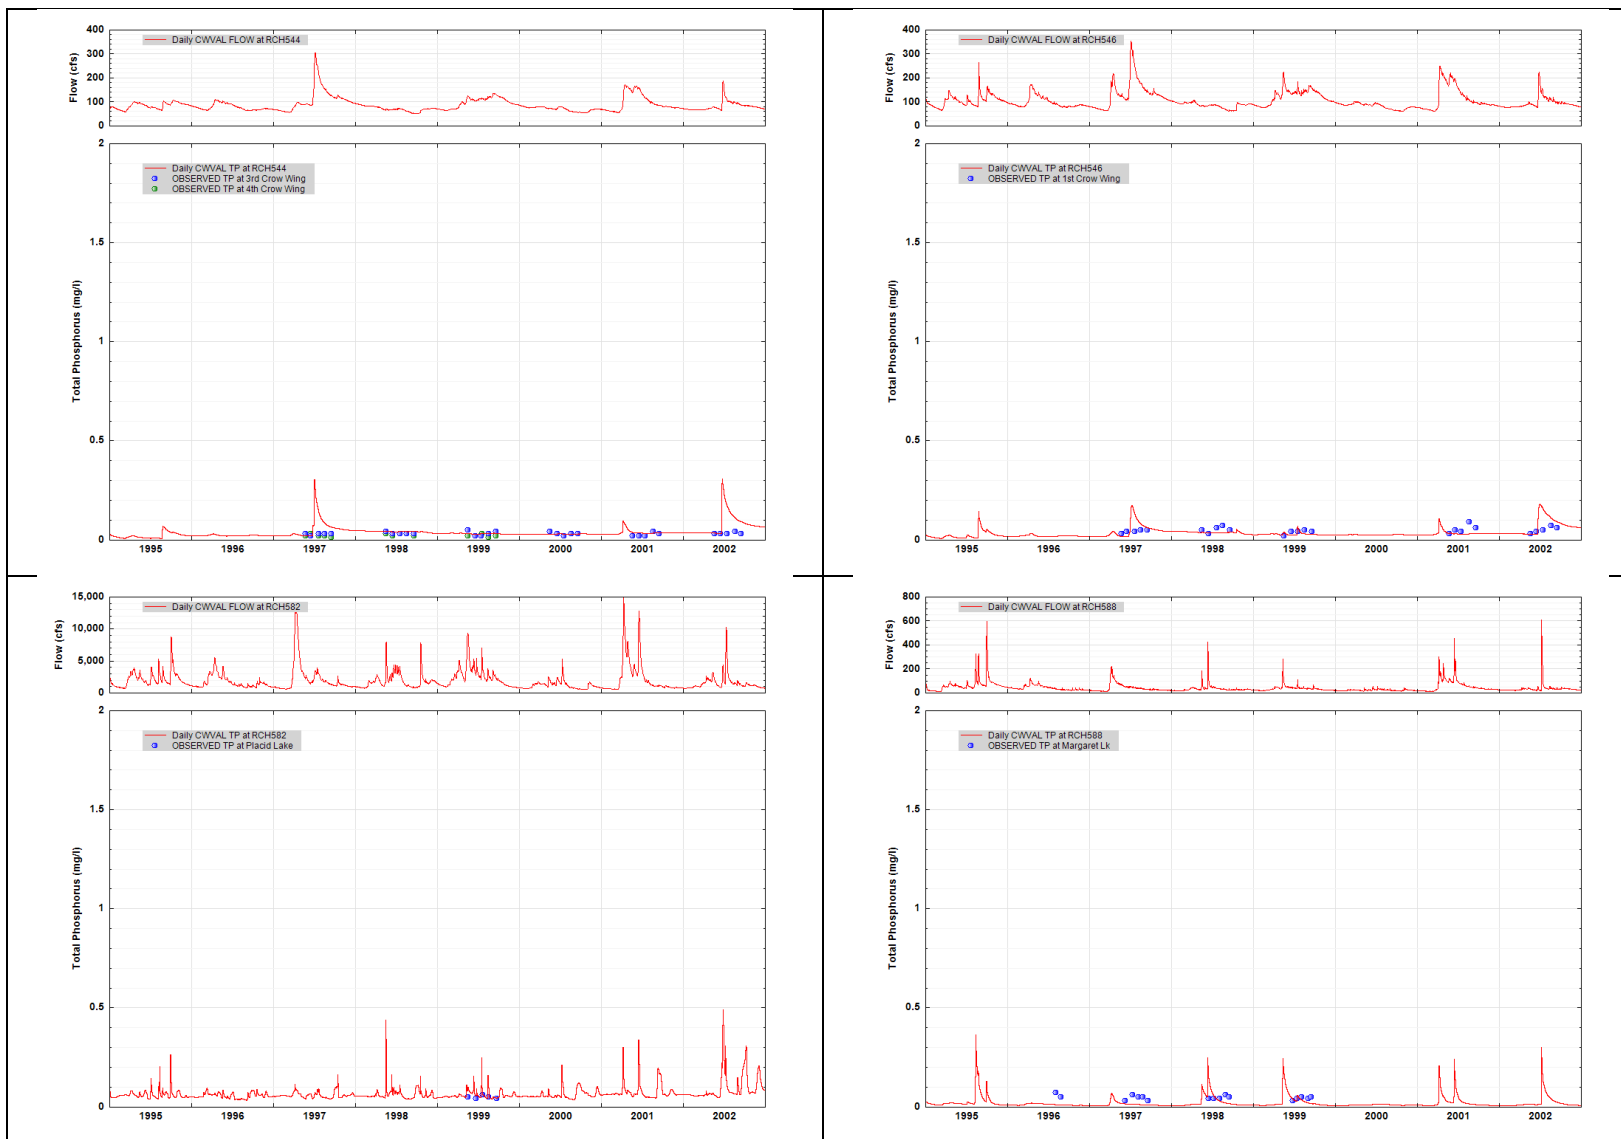 400
300
200
100
0
Flow (cfs)
Daily CWVAL FLOW at RCH544
2
1.5
1
0.5
0
Total Phosphorus (mg/l)
Daily CWVAL TP at RCH544
OBSERVED TP at 3rd Crow Wing
OBSERVED TP at 4th Crow Wing
1995 1996 1997 1998 1999 2000 2001 2002
400
300
200
100
0
Flow (cfs)
Daily CWVAL FLOW at RCH546
2
1.5
1
0.5
0
Total Phosphorus (mg/l)
Daily CWVAL TP at RCH546
OBSERVED TP at 1st Crow Wing
1995 1996 1997 1998 1999 2000 2001 2002
15,000
10,000
5,000
0
Flow (cfs)
Daily CWVAL FLOW at RCH582
2
1.5
1
0.5
0
Total Phosphorus (mg/l)
Daily CWVAL TP at RCH582
OBSERVED TP at Placid Lake
1995 1996 1997 1998 1999 2000 2001 2002
800
600
400
200
0
Flow (cfs)
Daily CWVAL FLOW at RCH588
2
1.5
1
0.5
0
Total Phosphorus (mg/l)
Daily CWVAL TP at RCH588
OBSERVED TP at Margaret Lk
1995 1996 1997 1998 1999 2000 2001 2002